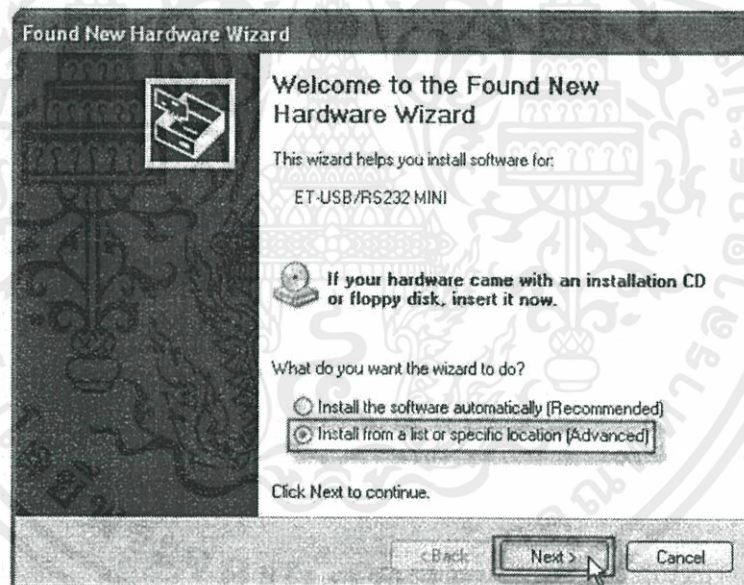 Found New Hardware Wizard
Welcome to the Found New
Hardware Wizard
This wizard helps you install software for:
ET-USB/RS232 MINI
If your hardware came with an installation CD
or floppy disk, insert it now.
What do you want the wizard to do?
Install the software automatically (Recommended)
Install from a list or specific location (Advanced)
Click Next to continue.
< Back
Next >
Cancel